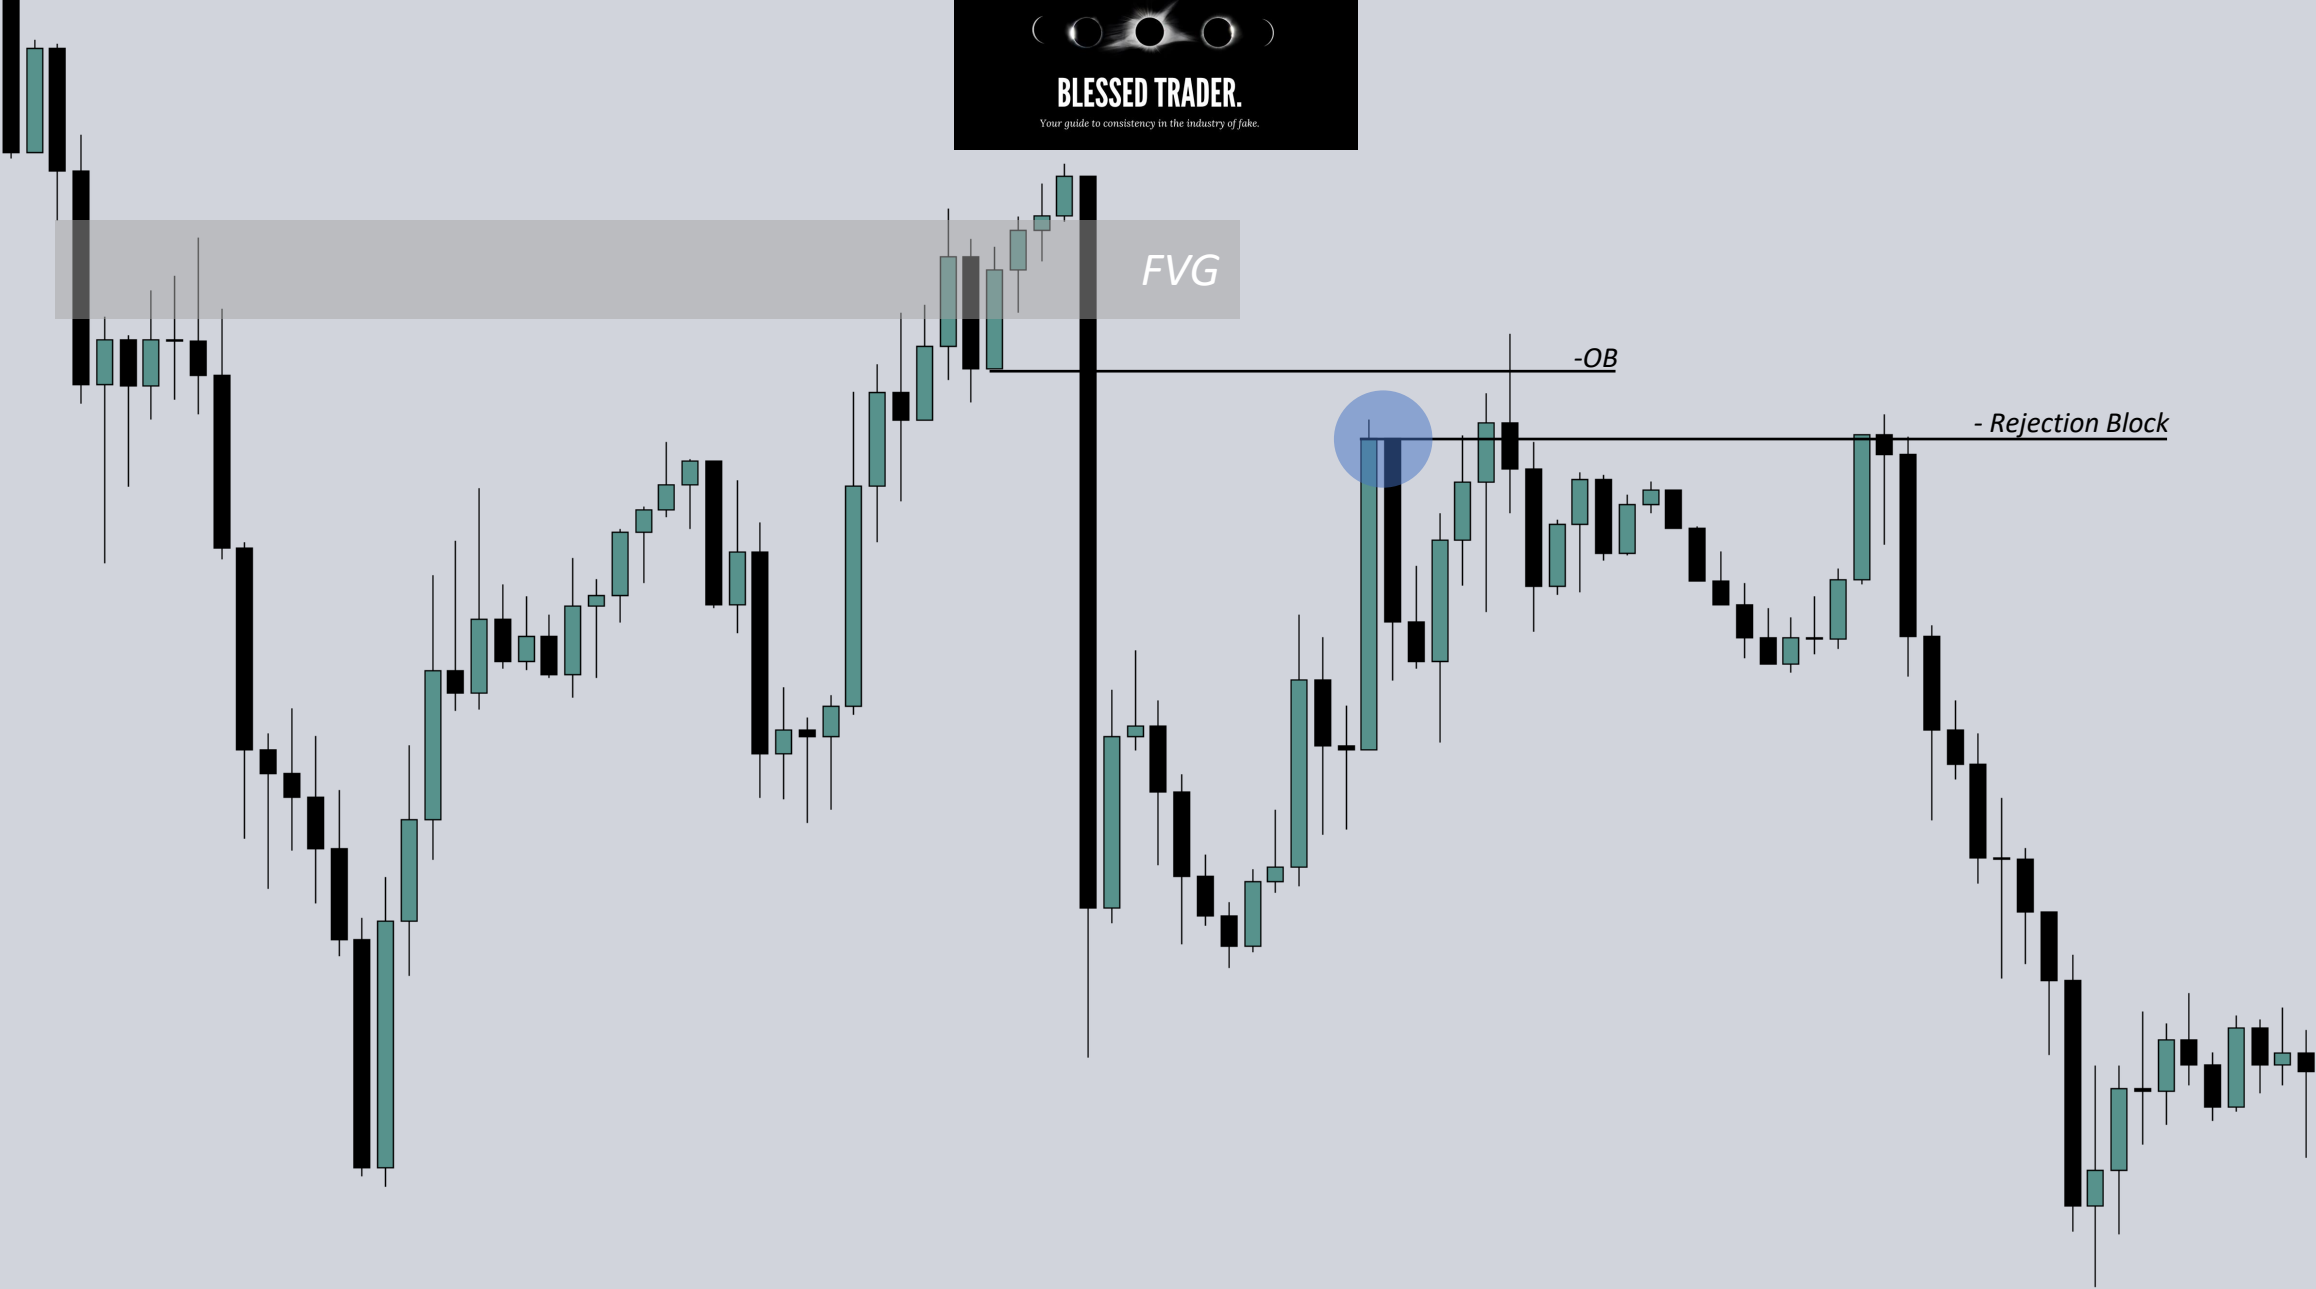 BLESSED TRADER.
Your guide to consistency in the industry of fake.
FVG
-OB
- Rejection Block